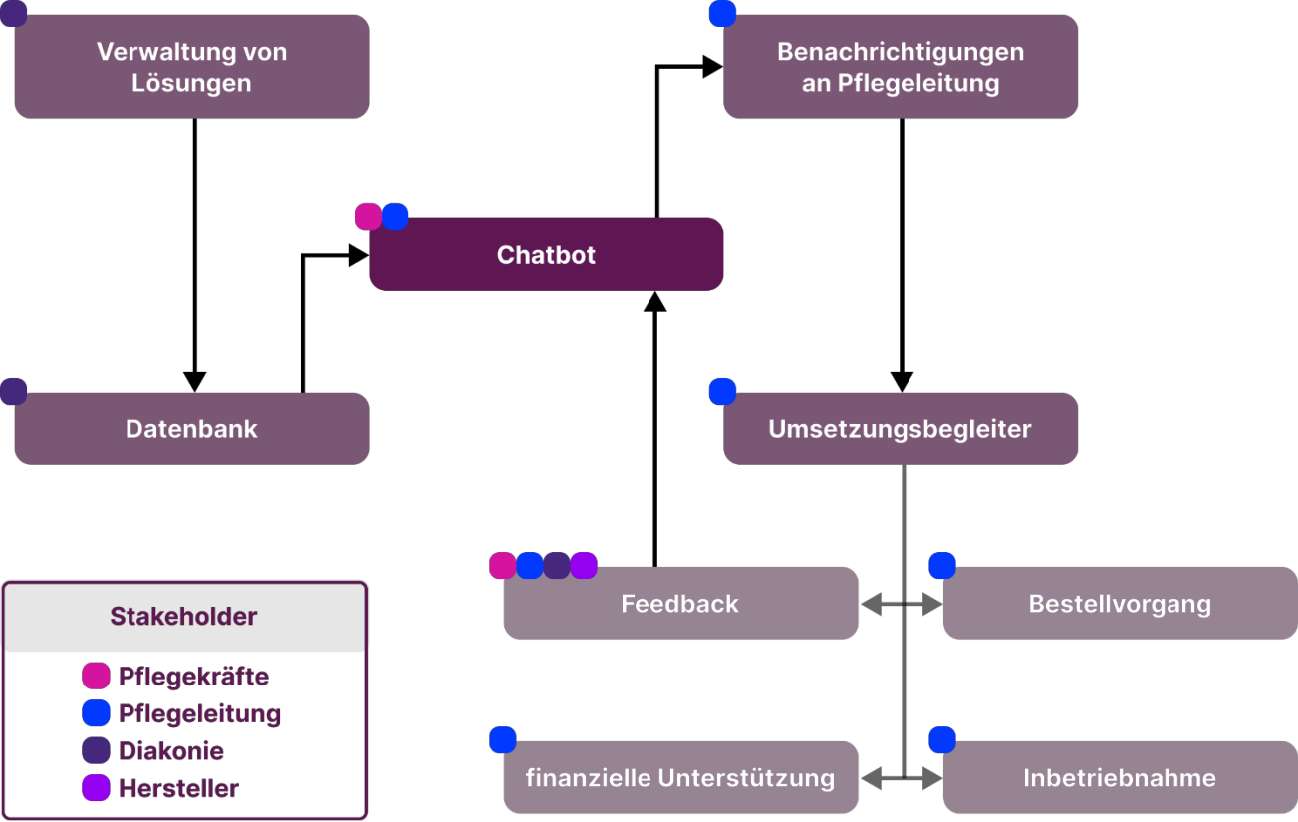 Verwaltung von
Lösungen
Benachrichtigungen
an Pflegeleitung
Chatbot
Datenbank
Umsetzungsbegleiter
Feedback
Bestellvorgang
finanzielle Unterstützung
Inbetriebnahme
Stakeholder
Pflegekräfte
Pflegeleitung
Diakonie
Hersteller